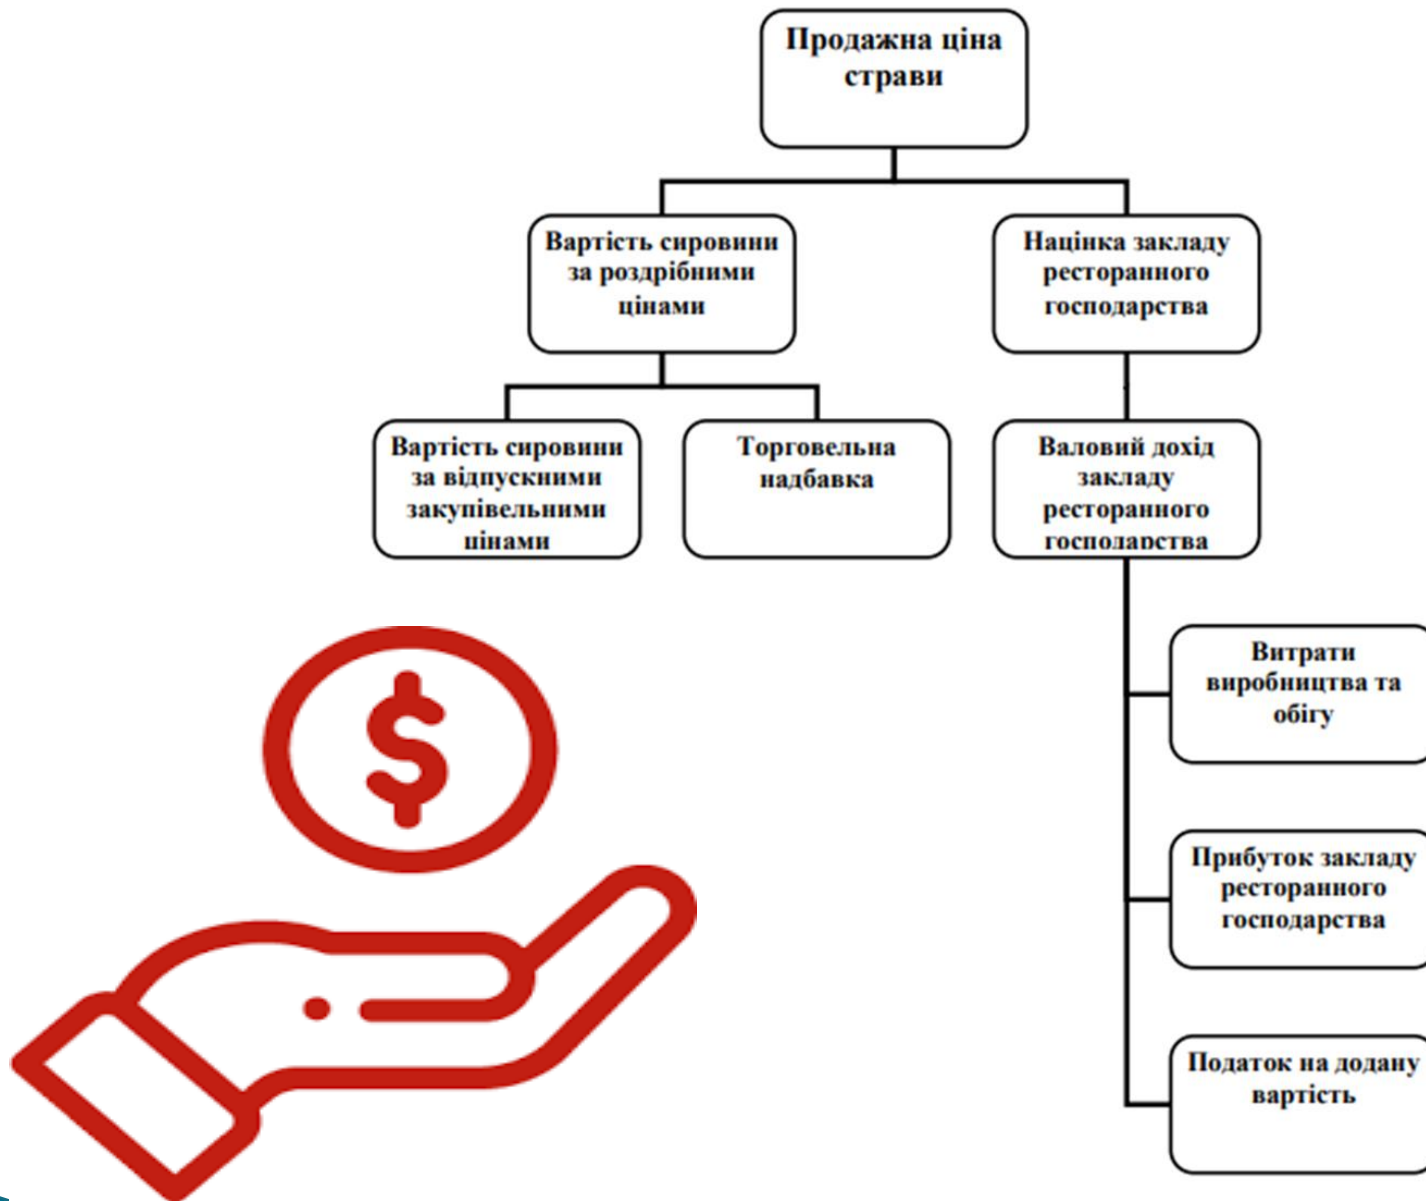 Продажна ціна
страви
Вартість сировини
за роздрібними
цінами
Націнка закладу
ресторанного
господарства
Вартість сировини
за відпускними
закупівельними
цінами
Торговельна
надбавка
Валовий дохід
закладу
ресторанного
господарства
Витрати
виробництва та
обігу
Прибуток закладу
ресторанного
господарства
Податок на додану
вартість
$